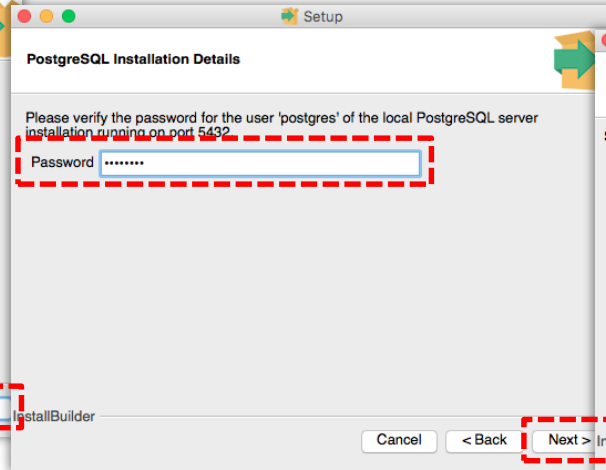 Setup
PostgreSQL Installation Details
Please verify the password for the user 'postgres' of the local PostgreSQL server
installation running on port 5432
Password ••••••••
InstallBuilder
Cancel < Back Next >